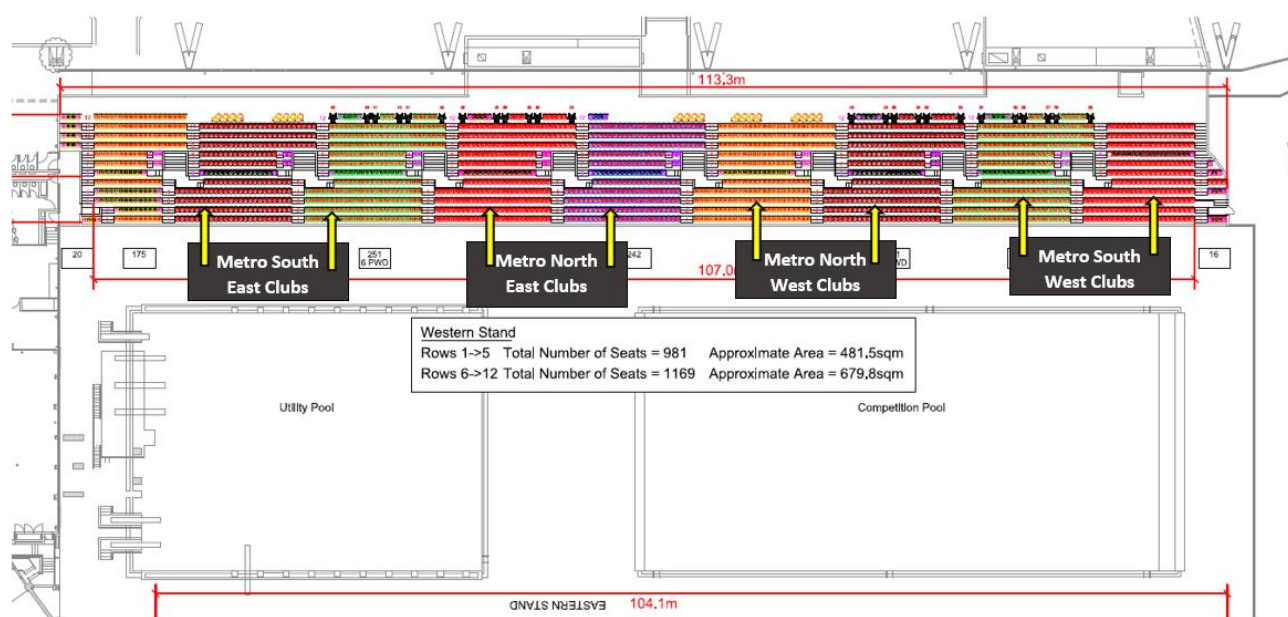 113.3m
20
175
251
6 PWD
242
107.0
16
Metro South
East Clubs
Metro North
East Clubs
Metro North
West Clubs
Metro South
West Clubs
Western Stand
Rows 1->5 Total Number of Seats = 981 Approximate Area = 481.5sqm
Rows 6->12 Total Number of Seats = 1169 Approximate Area = 679.8sqm
Utility Pool
Competition Pool
EASTERN STAND
104.1m